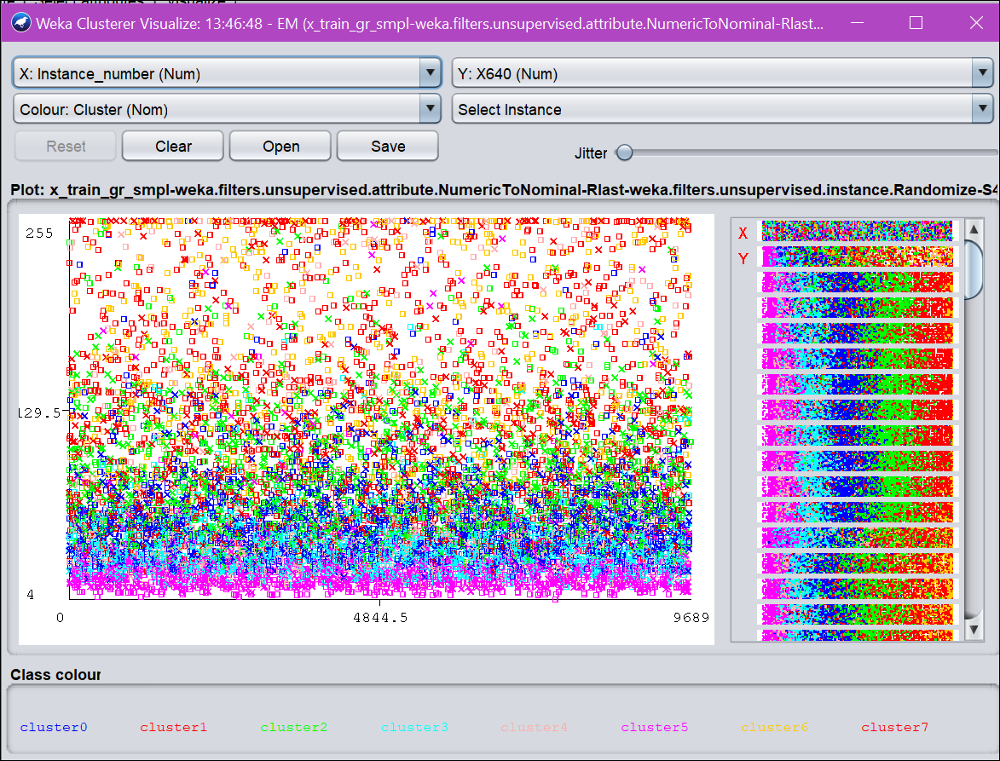 Weka Clusterer Visualize: 13:46:48 - EM (x_train_gr_smpl-weka.filters.unsupervised.attribute.NumericToNominal-Rlast...
X: Instance_number (Num)
Y: X640 (Num)
Colour: Cluster (Nom)
Select Instance
Reset
Clear
Open
Save
Jitter
Plot: x_train_gr_smpl-weka.filters.unsupervised.attribute.NumericToNominal-Rlast-weka.filters.unsupervised.instance.Randomize-S4
255
129.5
4
0
4844.5
9689
X
Y
Class colour
cluster0 cluster1 cluster2 cluster3 cluster4 cluster5 cluster6 cluster7